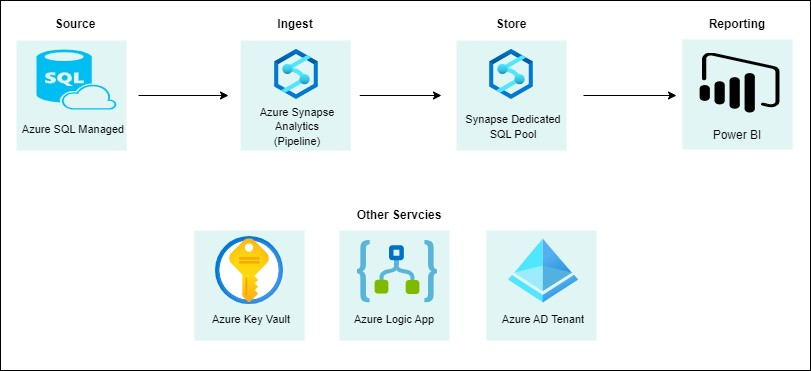 Source
Ingest
Store
Reporting
SQL
Azure SQL Managed
Azure Synapse
Analytics
(Pipeline)
Synapse Dedicated
SQL Pool
Power BI
Other Servcies
Azure Key Vault
Azure Logic App
Azure AD Tenant